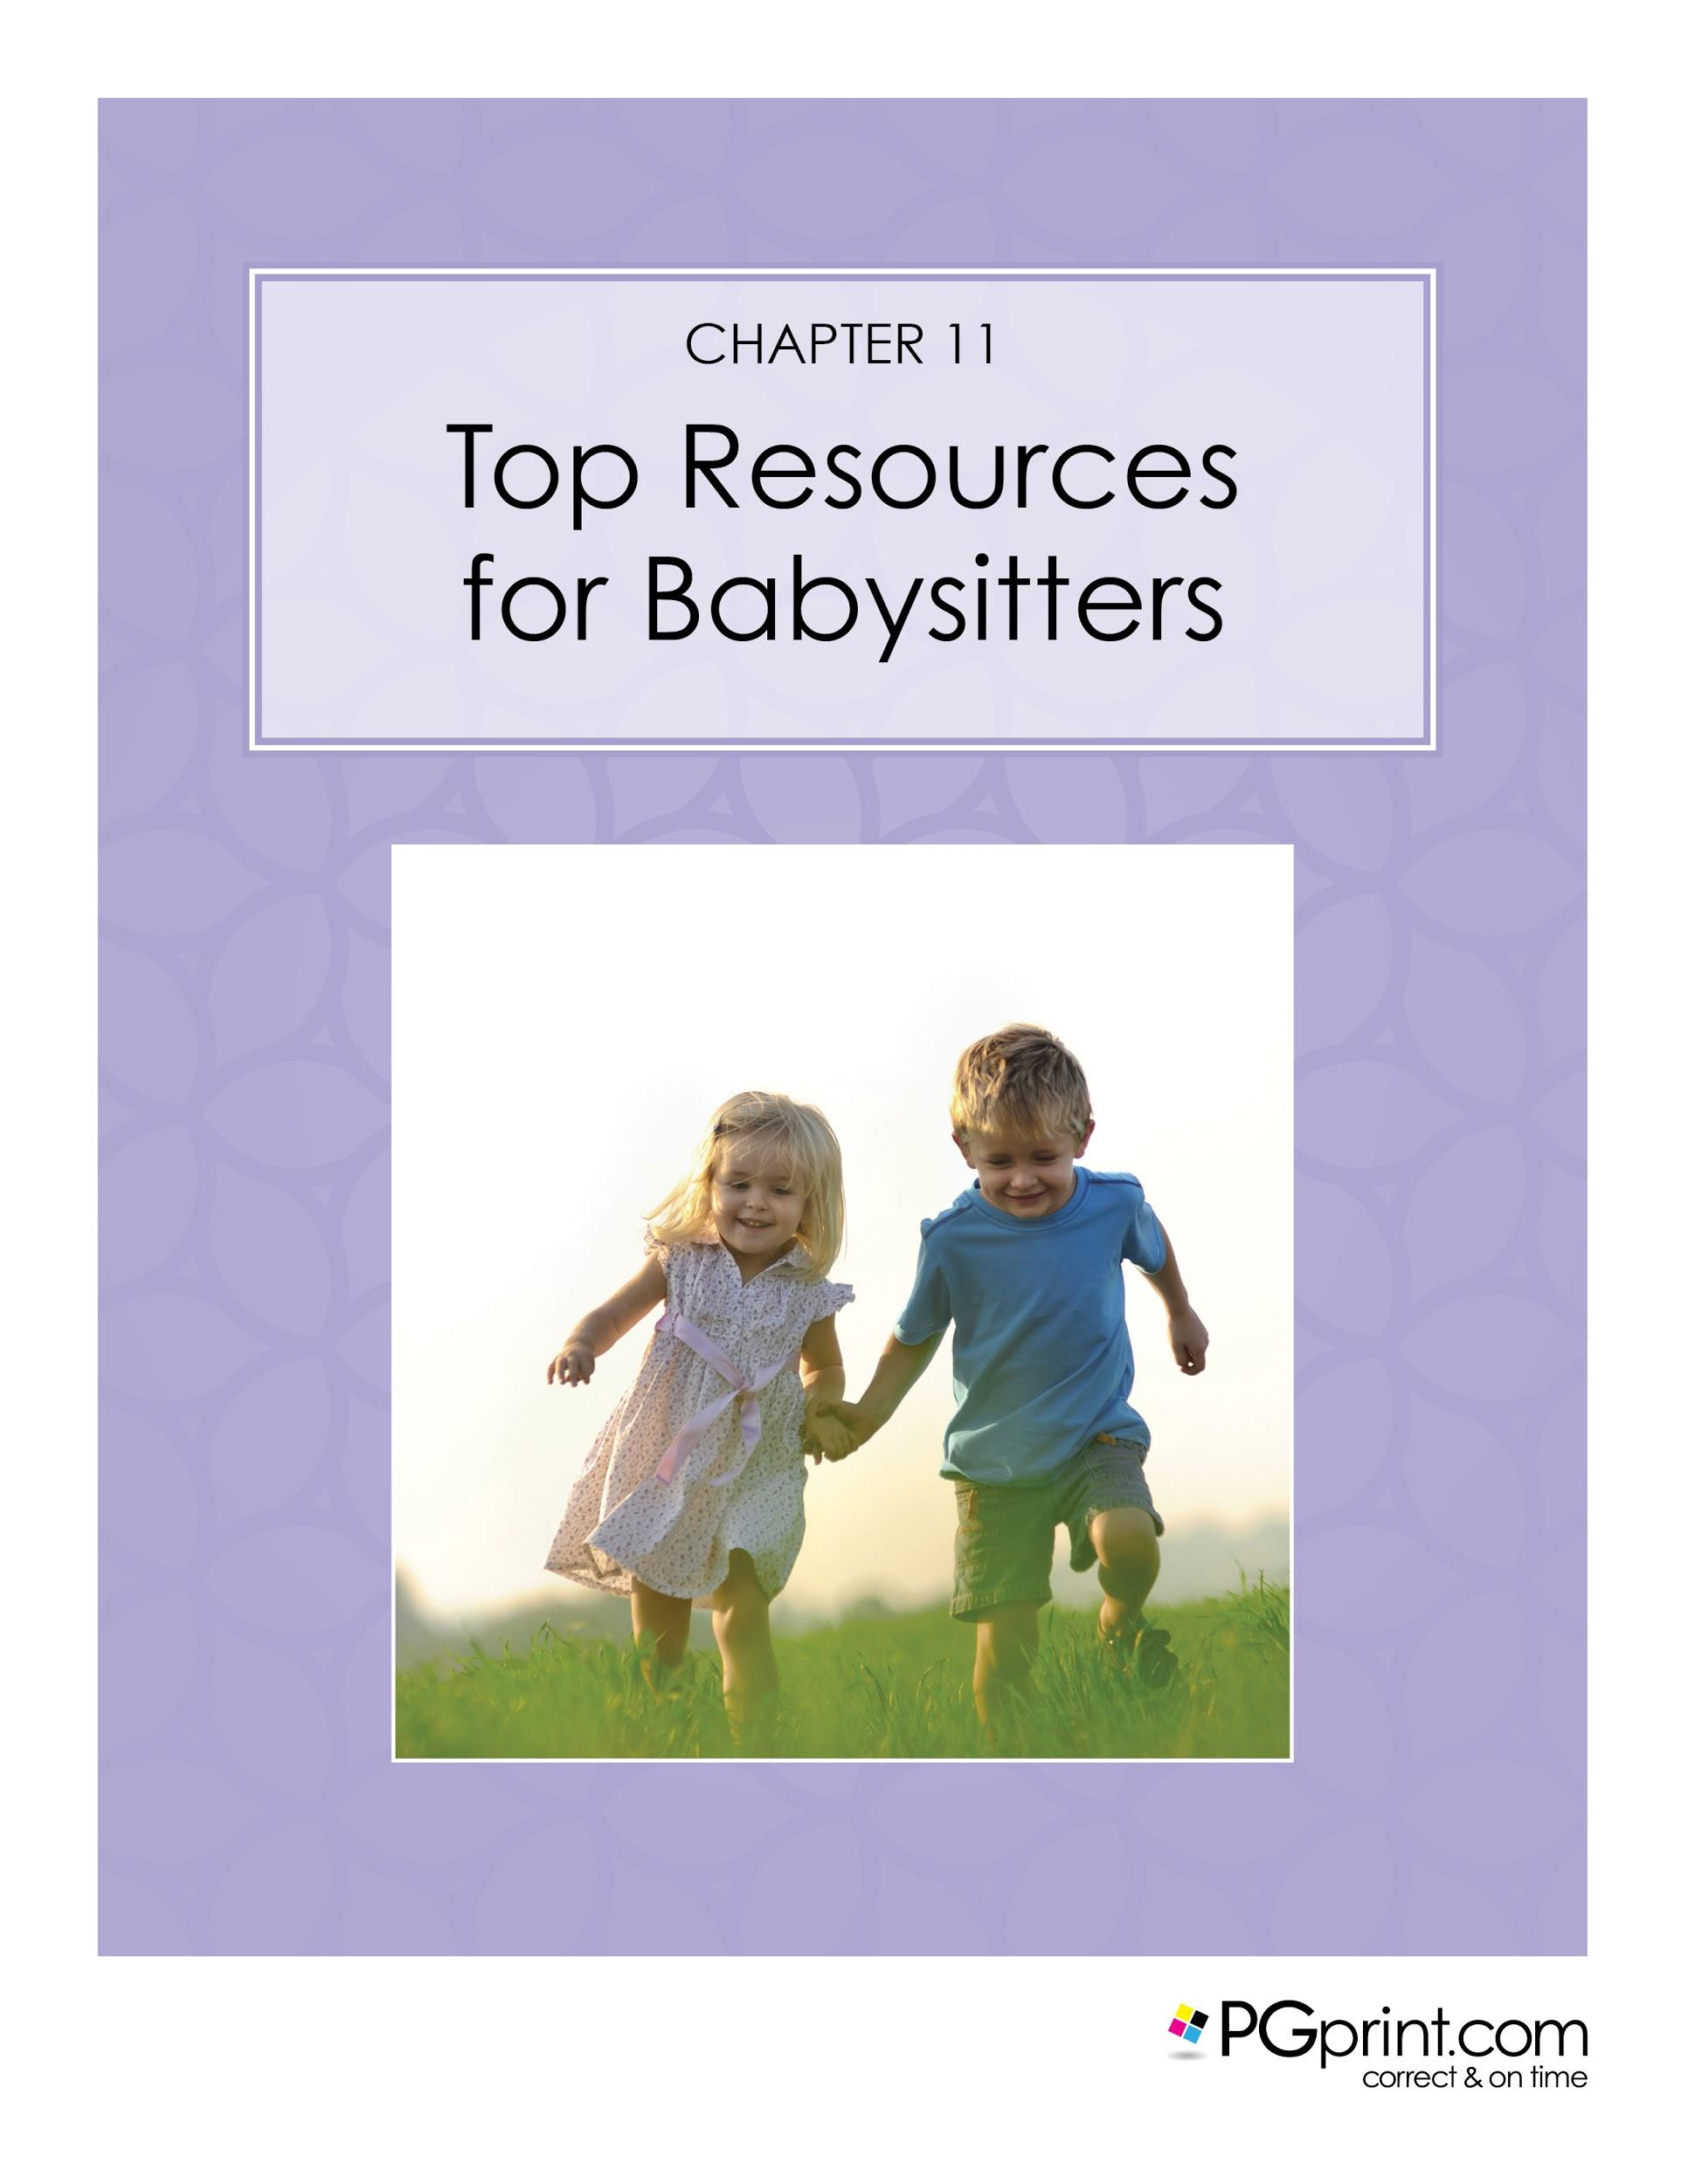 CHAPTER 11
Top Resources
for Babysitters
PGprint.com
correct & on time